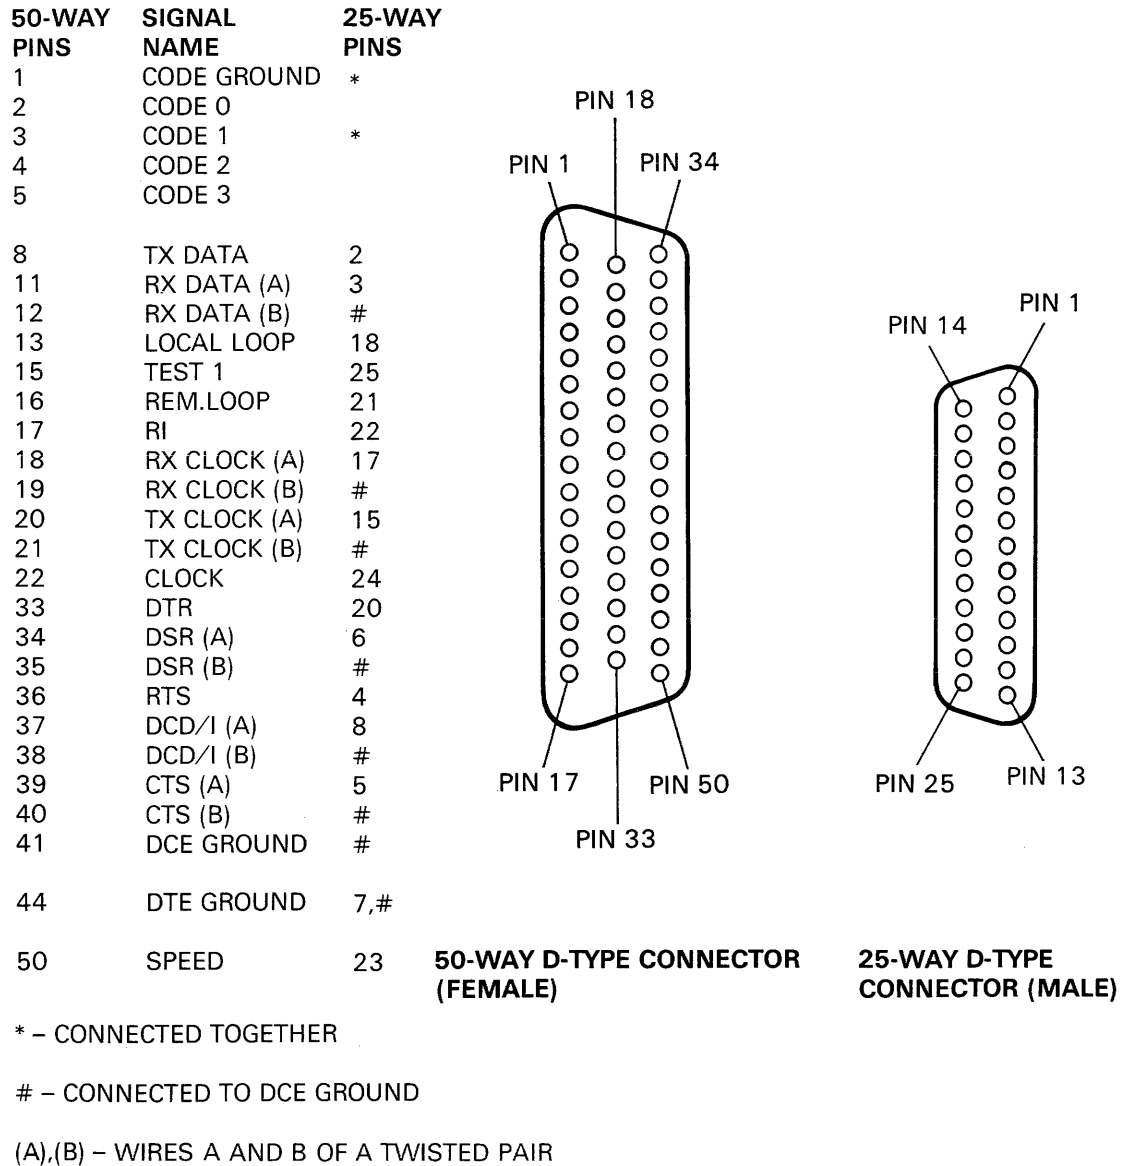 50-WAY SIGNAL 25-WAY
PINS NAME PINS
1 CODE GROUND *
2 CODE 0
3 CODE 1 *
4 CODE 2
5 CODE 3
8 TX DATA 2
11 RX DATA (A) 3
12 RX DATA (B) #
13 LOCAL LOOP 18
15 TEST 1 25
16 REM.LOOP 21
17 RI 22
18 RX CLOCK (A) 17
19 RX CLOCK (B) #
20 TX CLOCK (A) 15
21 TX CLOCK (B) #
22 CLOCK 24
33 DTR 20
34 DSR (A) 6
35 DSR (B) #
36 RTS 4
37 DCD/I (A) 8
38 DCD/I (B) #
39 CTS (A) 5
40 CTS (B) #
41 DCE GROUND #
44 DTE GROUND 7,#
50 SPEED 23
PIN 18
PIN 1 PIN 34
PIN 17 PIN 50
PIN 33
50-WAY D-TYPE CONNECTOR
(FEMALE)
PIN 1
PIN 14
PIN 25 PIN 13
25-WAY D-TYPE
CONNECTOR (MALE)
* – CONNECTED TOGETHER
# – CONNECTED TO DCE GROUND
(A),(B) – WIRES A AND B OF A TWISTED PAIR